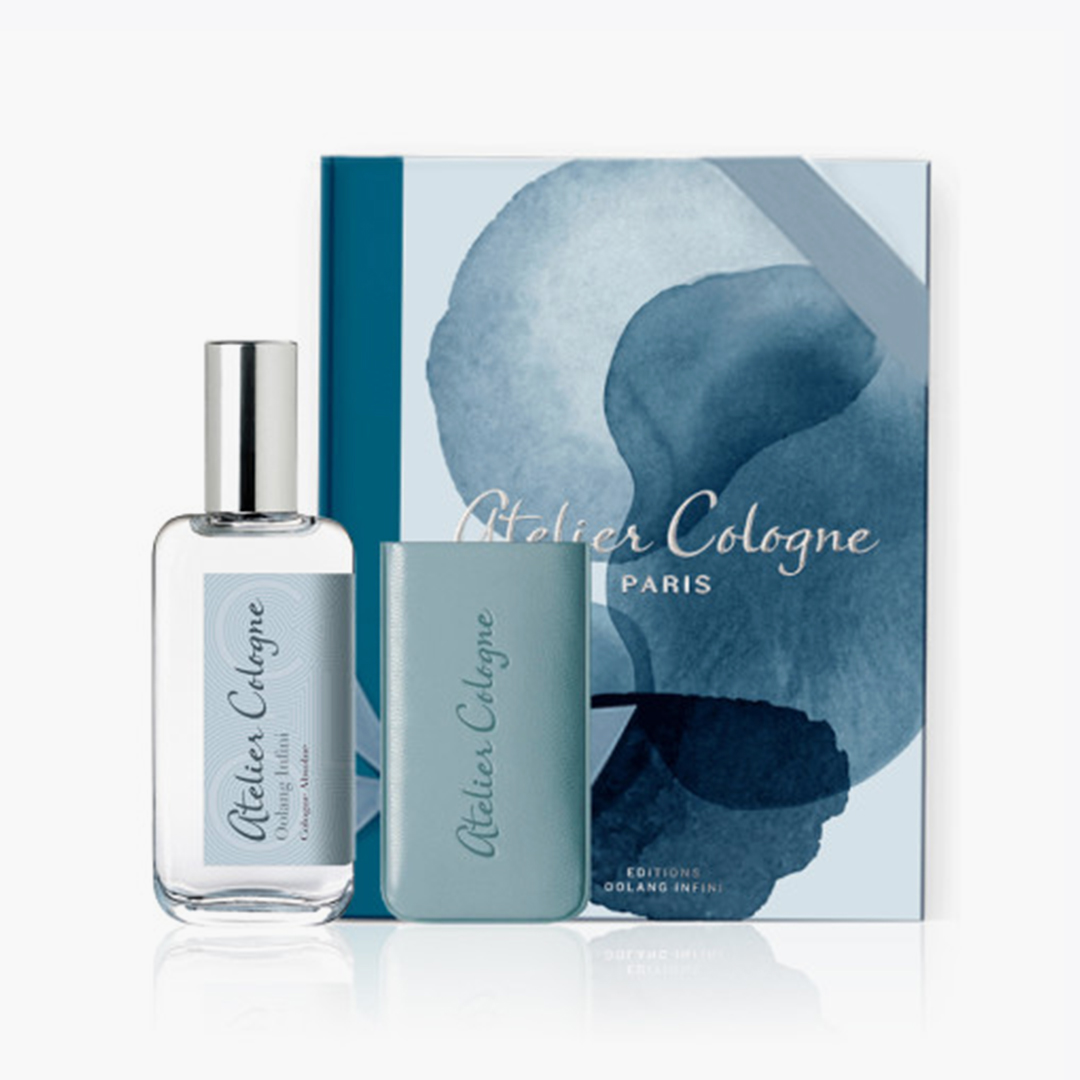 Atelier Cologne
PARIS
EDITIONS
OOLANG INFINI
Atelier Cologne
Oolang Infini
Cologne Absolue
Atelier Cologne